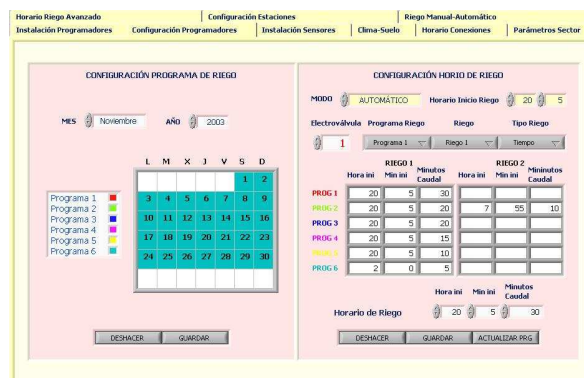 Horario Riego Avanzado Configuración Estaciones Riego Manual-Automático
Instalación Programadores Configuración Programadores Instalación Sensores Clima-Suelo Horario Conexiones Parámetros Sector
CONFIGURACIÓN PROGRAMA DE RIEGO
MES Noviembre AÑO 2003
L M X J V S D
1 2
3 4 5 6 7 8 9
10 11 12 13 14 15 16
17 18 19 20 21 22 23
24 25 26 27 28 29 30
Programa 1
Programa 2
Programa 3
Programa 4
Programa 5
Programa 6
DESHACER GUARDAR
CONFIGURACIÓN HORIO DE RIEGO
MODO AUTOMÁTICO Horario Inicio Riego 20 5
Electroválvula Programa Riego Riego Tipo Riego
1 Programa 1 Riego 1 Tiempo
RIEGO 1 RIEGO 2
Hora ini Min ini Minutos Caudal Hora ini Min ini Mininutos Caudal
PROG 1 20 5 30
PROG 2 20 5 20 7 55 10
PROG 3 20 5 20
PROG 4 20 5 15
PROG 5 20 5 10
PROG 6 2 0 5
Hora ini Min ini Minutos Caudal
Horario de Riego 20 5 30
DESHACER GUARDAR ACTUALIZAR PRG